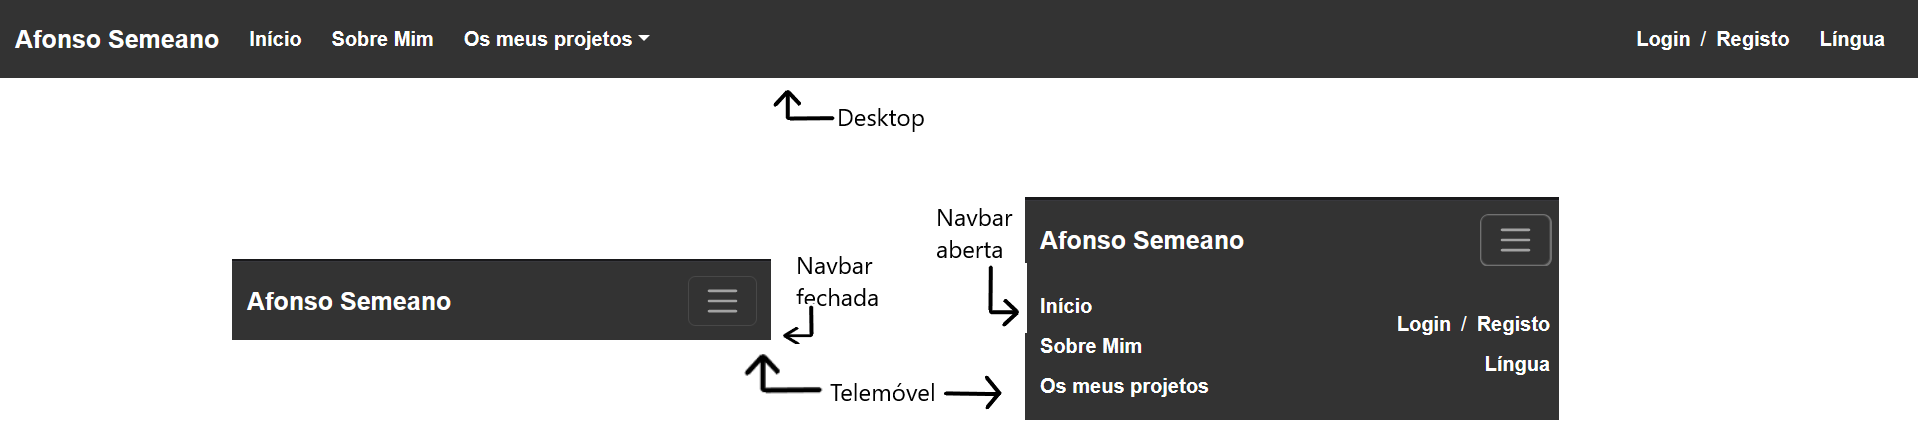 Afonso Semeano Início Sobre Mim Os meus projetos Login / Registo Língua
Desktop
Afonso Semeano
Navbar
fechada
Telemóvel
Navbar
aberta
Afonso Semeano
Início
Sobre Mim
Os meus projetos
Login / Registo
Língua